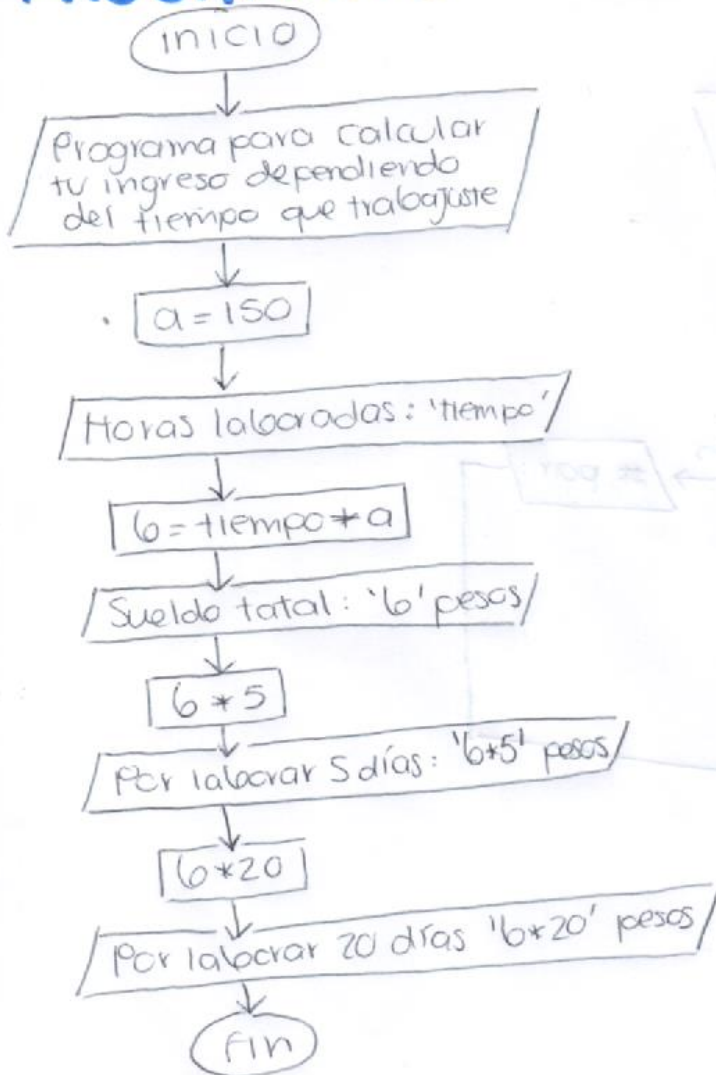 inicio
Programa para calcular
tu ingreso dependiendo
del tiempo que trabajaste
a = 150
Horas laboradas: 'tiempo'
b = tiempo * a
Sueldo tatal: 'b' pesos
b * 5
Por laborar 5 días: 'b*5' pesos
b * 20
Por laborar 20 días 'b*20' pesos
fin